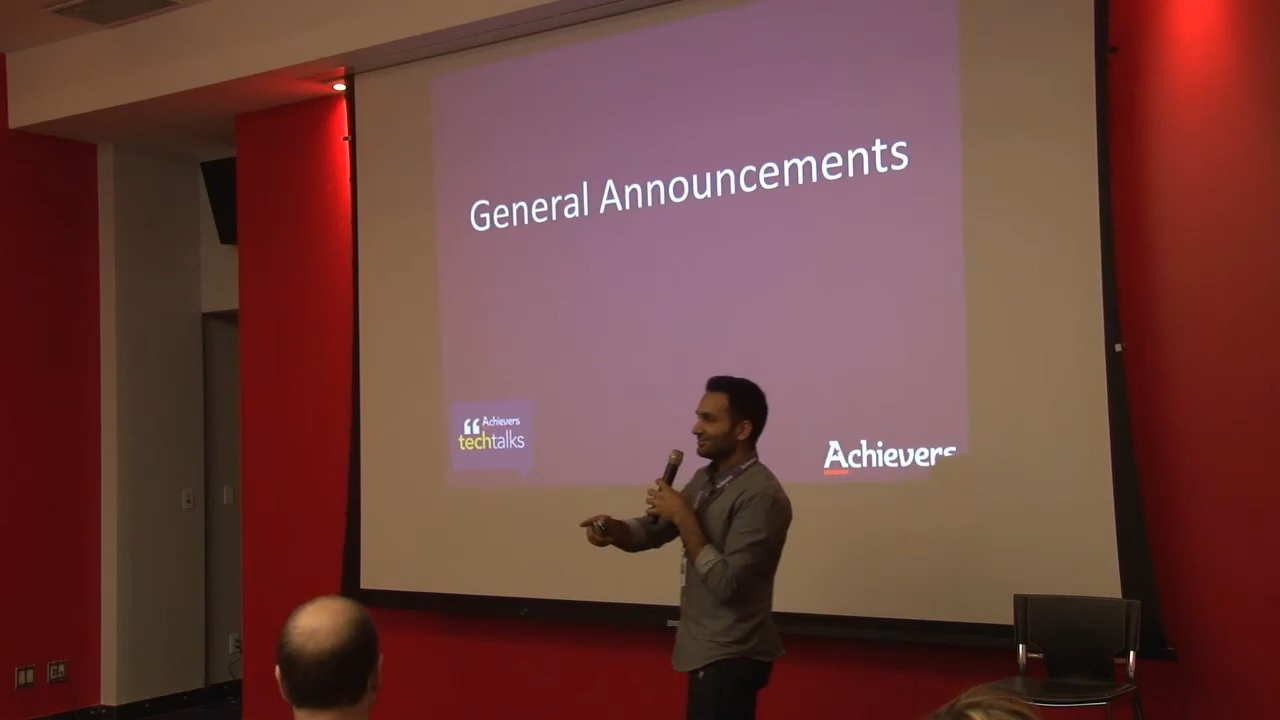 General Announcements
Achievers
techtalks
Achievers